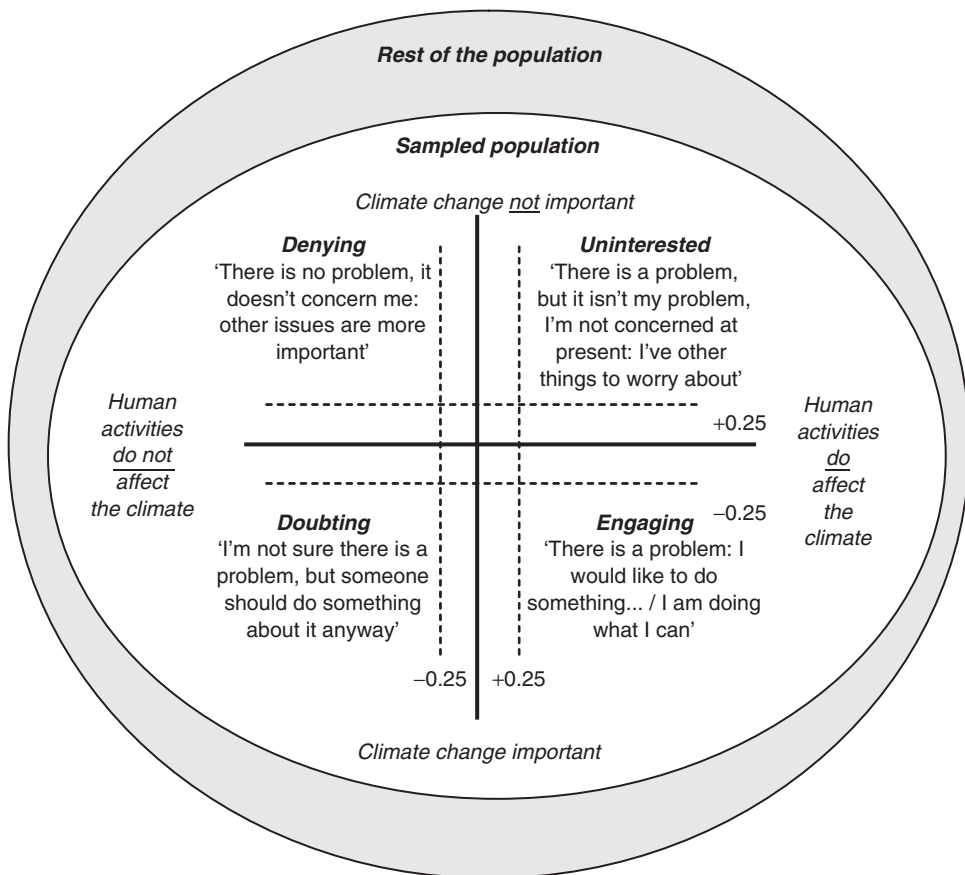 Rest of the population
Sampled population
Climate change not important
Denying
‘There is no problem, it
doesn’t concern me:
other issues are more
important’
Uninterested
‘There is a problem,
but it isn’t my problem,
I’m not concerned at
present: I’ve other
things to worry about’
Human
activities
do not
affect
the climate
+0.25
Human
activities
do
affect
the
climate
−0.25
Doubting
‘I’m not sure there is a
problem, but someone
should do something
about it anyway’
Engaging
‘There is a problem: I
would like to do
something... / I am doing
what I can’
−0.25
+0.25
Climate change important